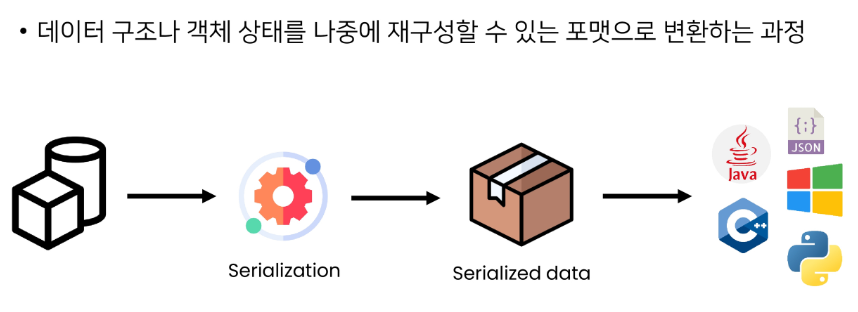 • 데이터 구조나 객체 상태를 나중에 재구성할 수 있는 포맷으로 변환하는 과정
{;}
JSON
Java
C++
Serialization
Serialized data